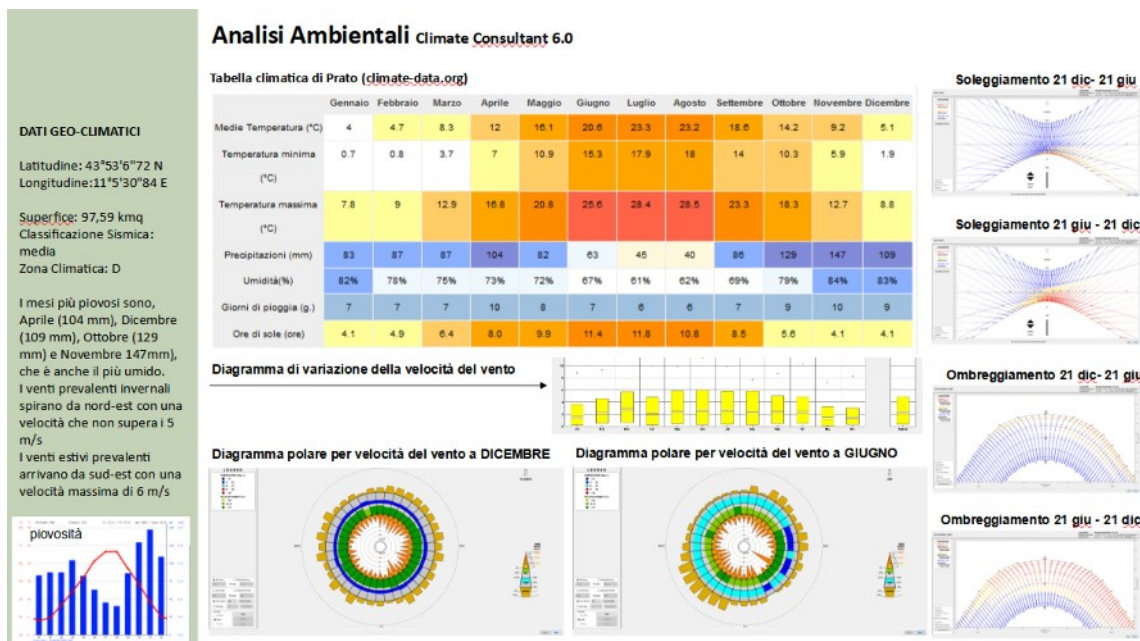 Analisi Ambientali Climate Consultant 6.0
DATI GEO-CLIMATICI
Latitudine: 43°53'6"72 N
Longitudine:11°5'30"84 E
Superfice: 97,59 kmq
Classificazione Sismica:
media
Zona Climatica: D
I mesi più piovosi sono,
Aprile (104 mm), Dicembre
(109 mm), Ottobre (129
mm) e Novembre 147mm),
che è anche il più umido.
I venti prevalenti invernali
spirano da nord-est con una
velocità che non supera i 5
m/s
I venti estivi prevalenti
arrivano da sud-est con una
velocità massima di 6 m/s
piovosità
Tabella climatica di Prato (climate-data.org)
Gennaio Febbraio Marzo Aprile Maggio Giugno Luglio Agosto Settembre Ottobre Novembre Dicembre
Medie Temperatura (°C) 4 4.7 8.3 12 16.1 20.6 23.3 23.2 18.6 14.2 9.2 5.1
Temperatura minima (°C) 0.7 0.8 3.7 7 10.9 15.3 17.9 18 14 10.3 5.9 1.9
Temperatura massima (°C) 7.8 9 12.9 16.8 20.8 25.6 28.4 28.5 23.3 18.3 12.7 8.8
Precipitazioni (mm) 83 87 87 104 82 63 45 40 86 129 147 109
Umidità(%) 82% 78% 75% 73% 72% 67% 61% 62% 69% 79% 84% 83%
Giorni di pioggia (g.) 7 7 7 10 8 7 6 6 7 9 10 9
Ore di sole (ore) 4.1 4.9 6.4 8.0 9.9 11.4 11.8 10.8 8.5 5.6 4.1 4.1
Diagramma di variazione della velocità del vento
Diagramma polare per velocità del vento a DICEMBRE
Diagramma polare per velocità del vento a GIUGNO
Soleggiamento 21 dic- 21 giu
Soleggiamento 21 giu - 21 dic
Ombreggiamento 21 dic- 21 giu
Ombreggiamento 21 giu - 21 dic